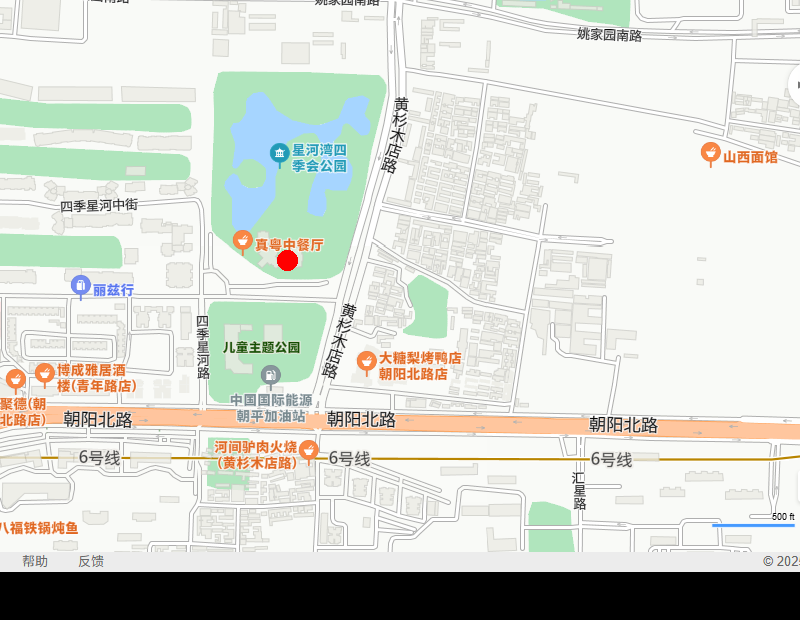 姚家园南路
黄杉木店路
星河湾四
季会公园
山西面馆
四季星河中街
真粤中餐厅
丽兹行
黄杉木店路
四季星河路
儿童主题公园
大糖梨烤鸭店
朝阳北路店
博成雅居酒
楼(青年路店)
聚德(朝
北路店)
中国国际能源
朝平加油站
朝阳北路
朝阳北路
朝阳北路
河间驴肉火烧
(黄杉木店路)
6号线
6号线
6号线
汇星路
500 ft
八福铁锅炖鱼
帮助
反馈